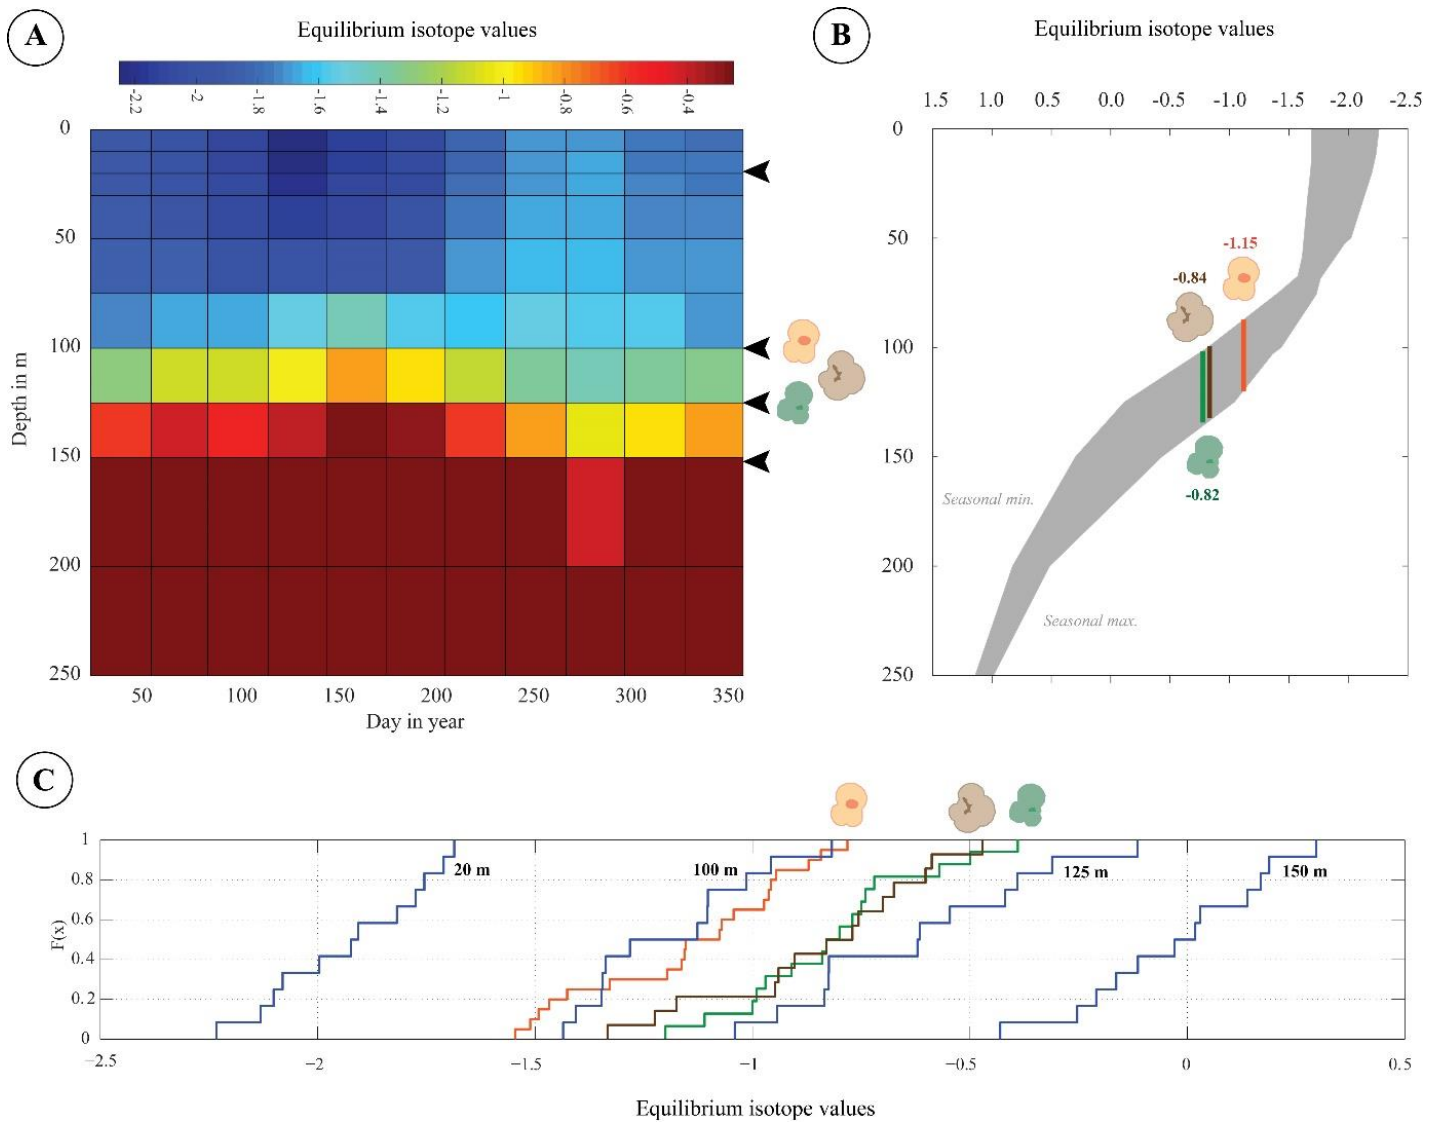 A
Equilibrium isotope values
-2.2 -2 -1.8 -1.6 -1.4 -1.2 -1 -0.8 -0.6 -0.4
0
50
100
150
200
250
Depth in m
50 100 150 200 250 300 350
Day in year
B
Equilibrium isotope values
1.5 1.0 0.5 0.0 -0.5 -1.0 -1.5 -2.0 -2.5
0
50
-1.15
-0.84
100
150
-0.82
Seasonal min.
200
Seasonal max.
250
C
1
20 m 100 m 125 m 150 m
0.8
0.6
F(x)
0.4
0.2
0
−2.5 −2 −1.5 −1 −0.5 0 0.5
Equilibrium isotope values